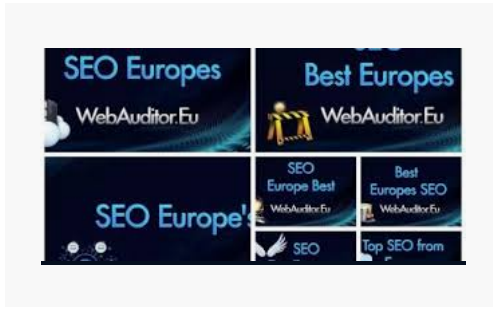 SEO Europes
WebAuditor.Eu
Best Europes
WebAuditor.Eu
SEO Europe's
SEO
Europe Best
WebAuditor.Eu
Best
Europes SEO
WebAuditor.Eu
SEO
Top SEO from